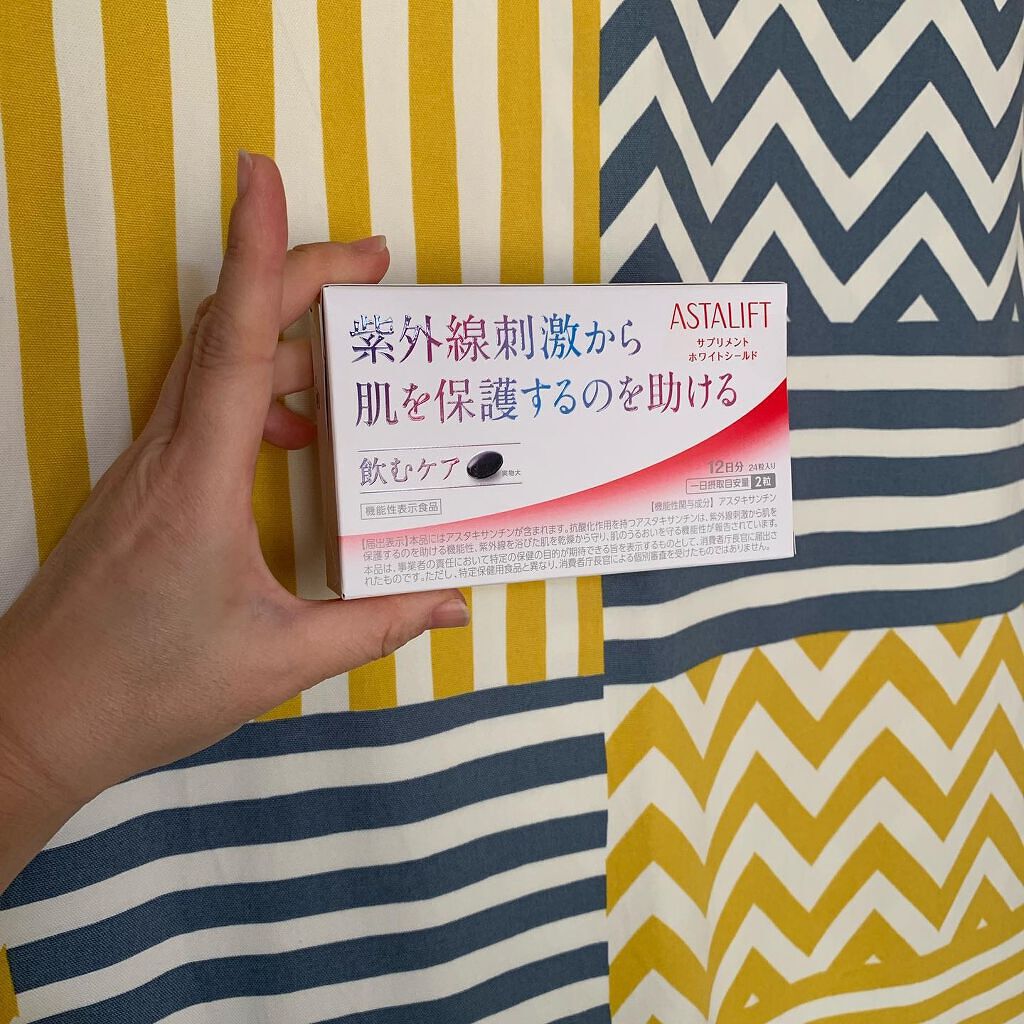 ASTALIFT
サプリメント
ホワイトシールド
紫外線刺激から
肌を保護するのを助ける
飲むケア
実物大
機能性表示食品
12日分 24粒入り
一日摂取目安量 2粒
【機能性関与成分】アスタキサンチン
【届出表示】本品にはアスタキサンチンが含まれます。抗酸化作用を持つアスタキサンチンは、紫外線刺激から肌を
保護するのを助ける機能性、紫外線を浴びた肌を乾燥から守り、肌のうるおいを守る機能性が報告されています。
本品は、事業者の責任において特定の保健の目的が期待できる旨を表示するものとして、消費者庁長官に届出さ
れたものです。ただし、特定保健用食品と異なり、消費者庁長官による個別審査を受けたものではありません。